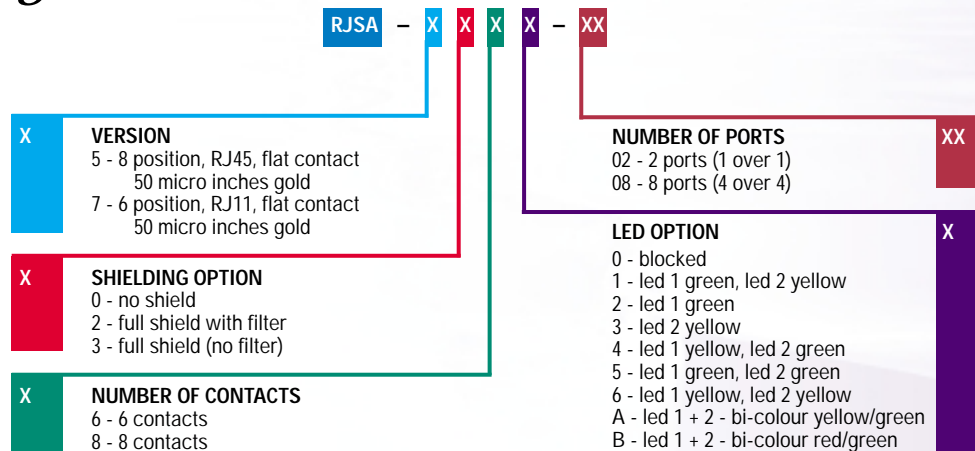 RJSA – X X X X – XX
X VERSION
5 - 8 position, RJ45, flat contact
50 micro inches gold
7 - 6 position, RJ11, flat contact
50 micro inches gold
X SHIELDING OPTION
0 - no shield
2 - full shield with filter
3 - full shield (no filter)
X NUMBER OF CONTACTS
6 - 6 contacts
8 - 8 contacts
NUMBER OF PORTS XX
02 - 2 ports (1 over 1)
08 - 8 ports (4 over 4)
LED OPTION X
0 - blocked
1 - led 1 green, led 2 yellow
2 - led 1 green
3 - led 2 yellow
4 - led 1 yellow, led 2 green
5 - led 1 green, led 2 green
6 - led 1 yellow, led 2 yellow
A - led 1 + 2 - bi-colour yellow/green
B - led 1 + 2 - bi-colour red/green